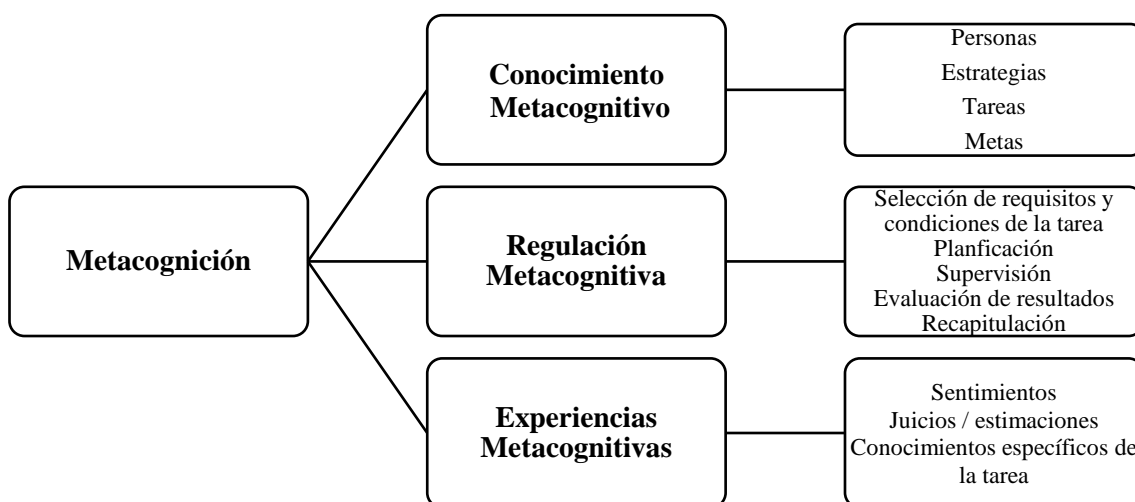 Metacognición
Conocimiento
Metacognitivo
Personas
Estrategias
Tareas
Metas
Regulación
Metacognitiva
Selección de requisitos y
condiciones de la tarea
Planficación
Supervisión
Evaluación de resultados
Recapitulación
Experiencias
Metacognitivas
Sentimientos
Juicios / estimaciones
Conocimientos específicos de
la tarea